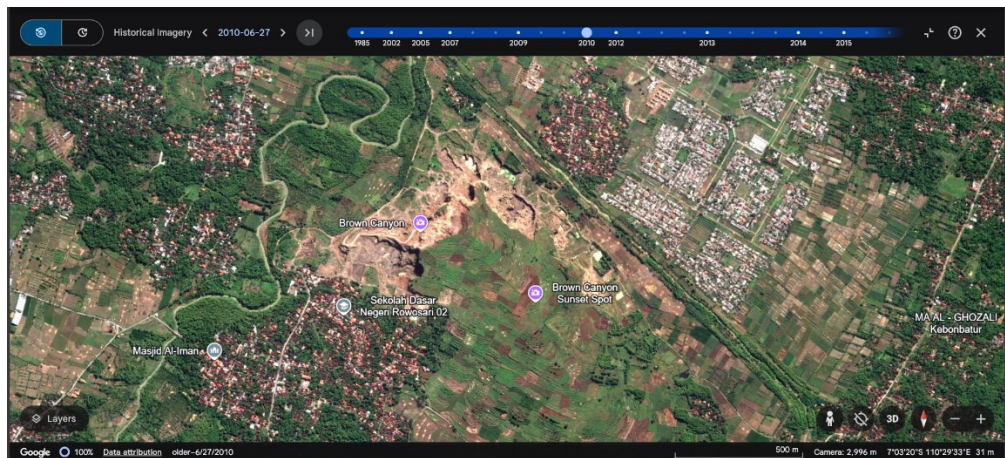 Historical Imagery 2010-06-27
1985 2002 2005 2007 2009 2010 2012 2013 2014 2015
Brown Canyon
Brown Canyon
Sunset Spot
Sekolah Dasar
Negeri Rowosari 02
MA AL - GHOZALI
Kebonbatur
Masjid Al-Iman
Layers
3D
Google 100% Data attribution older-6/27/2010 500 m Camera: 2,996 m 7°03'20"S 110°29'33"E 31 m